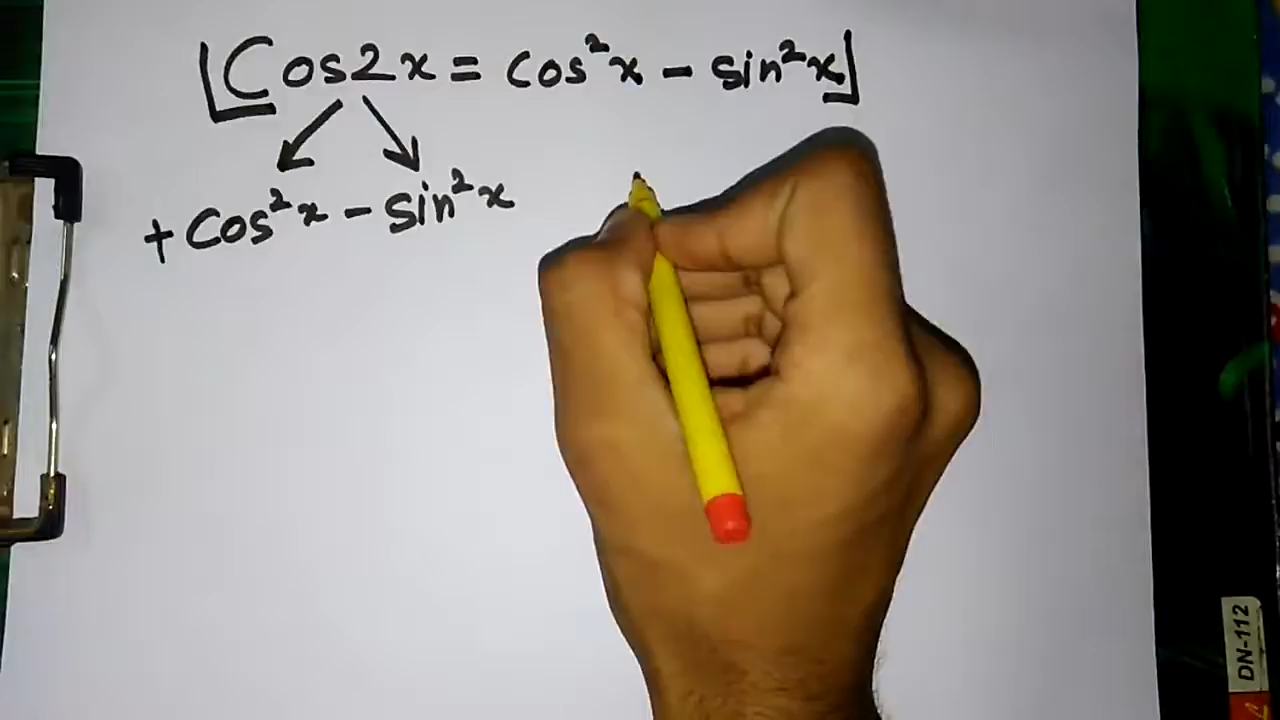 [Cos2x = cos²x - sin²x]
+ cos²x - sin²x
DN-112